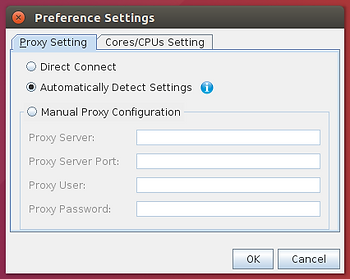 Preference Settings
Proxy Setting Cores/CPUs Setting
Direct Connect
Automatically Detect Settings i
Manual Proxy Configuration
Proxy Server:
Proxy Server Port:
Proxy User:
Proxy Password:
OK Cancel